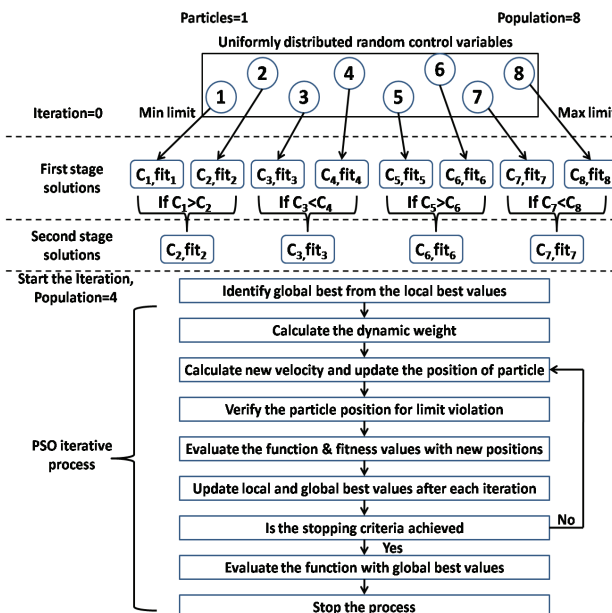 Particles=1
Population=8
Uniformly distributed random control variables
1 2 3 4 5 6 7 8
Iteration=0
Min limit
Max limit
First stage
solutions
C₁,fit₁ C₂,fit₂ C₃,fit₃ C₄,fit₄ C₅,fit₅ C₆,fit₆ C₇,fit₇ C₈,fit₈
If C₁>C₂ If C₃<C₄ If C₅>C₆ If C₇<C₈
Second stage
solutions
C₂,fit₂ C₃,fit₃ C₆,fit₆ C₇,fit₇
Start the Iteration,
Population=4
Identify global best from the local best values
Calculate the dynamic weight
Calculate new velocity and update the position of particle
Verify the particle position for limit violation
PSO iterative
process
Evaluate the function & fitness values with new positions
Update local and global best values after each iteration
Is the stopping criteria achieved
No
Yes
Evaluate the function with global best values
Stop the process